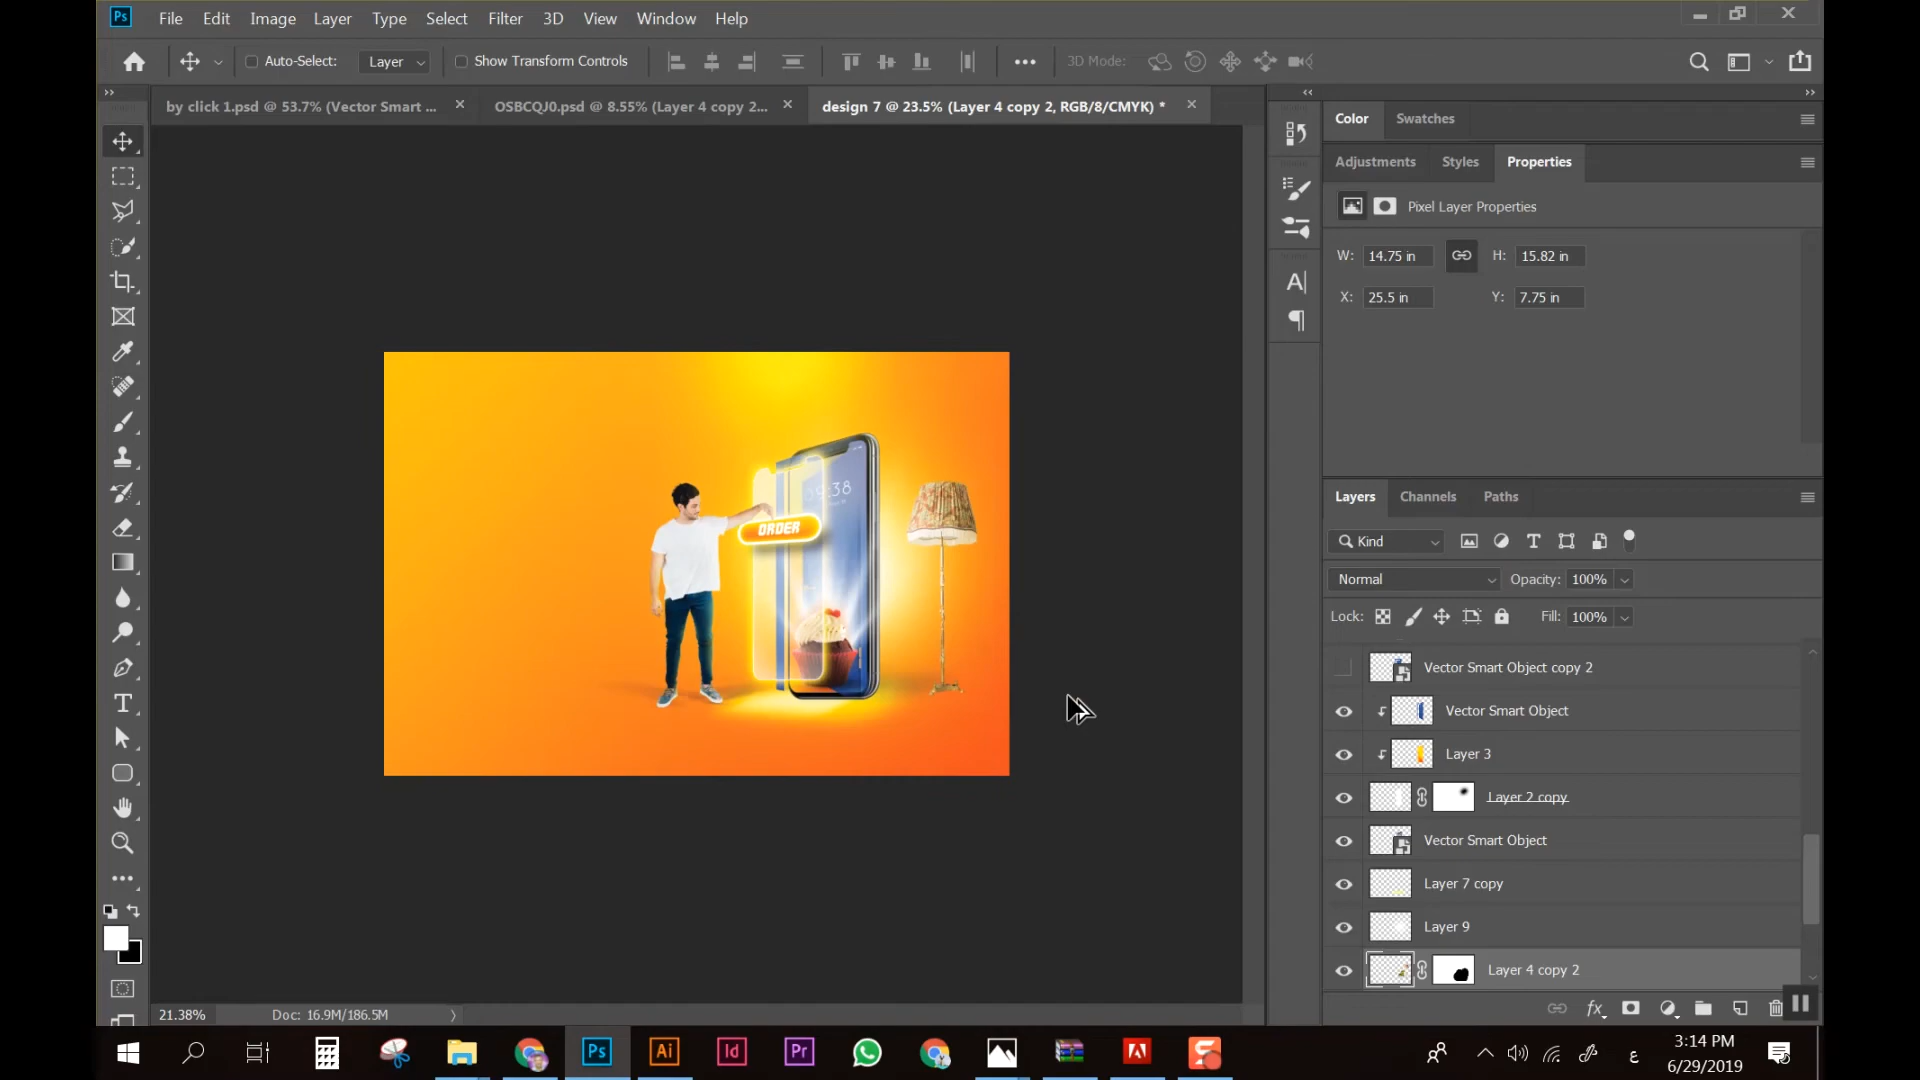 Ps File Edit Image Layer Type Select Filter 3D View Window Help
Auto-Select: Layer Show Transform Controls 3D Mode:
by click 1.psd @ 53.7% (Vector Smart ... OSBCQJ0.psd @ 8.55% (Layer 4 copy 2... design 7 @ 23.5% (Layer 4 copy 2, RGB/8/CMYK) *
Color Swatches
Adjustments Styles Properties
Pixel Layer Properties
W: 14.75 in H: 15.82 in
X: 25.5 in Y: 7.75 in
ORDER
Layers Channels Paths
Kind
Normal Opacity: 100%
Lock: Fill: 100%
Vector Smart Object copy 2
Vector Smart Object
Layer 3
Layer 2 copy
Vector Smart Object
Layer 7 copy
Layer 9
Layer 4 copy 2
fx
21.38% Doc: 16.9M/186.5M
Ps Ai Id Pr ع 3:14 PM
6/29/2019